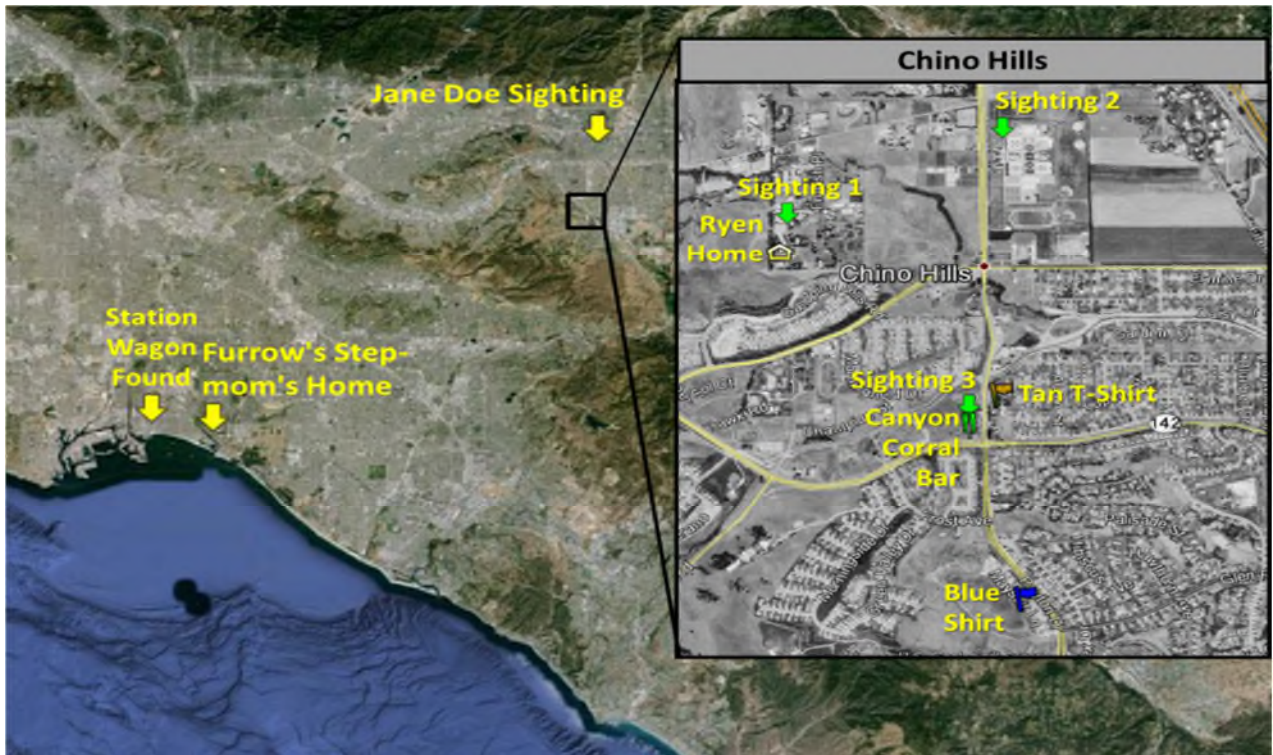 Chino Hills
Jane Doe Sighting
Sighting 2
Sighting 1
Ryen
Home
Chino Hills
Station
Wagon
Found
Furrow's Step-
mom's Home
Sighting 3
Tan T-Shirt
Canyon
Corral
Bar
142
Blue
Shirt
Glen